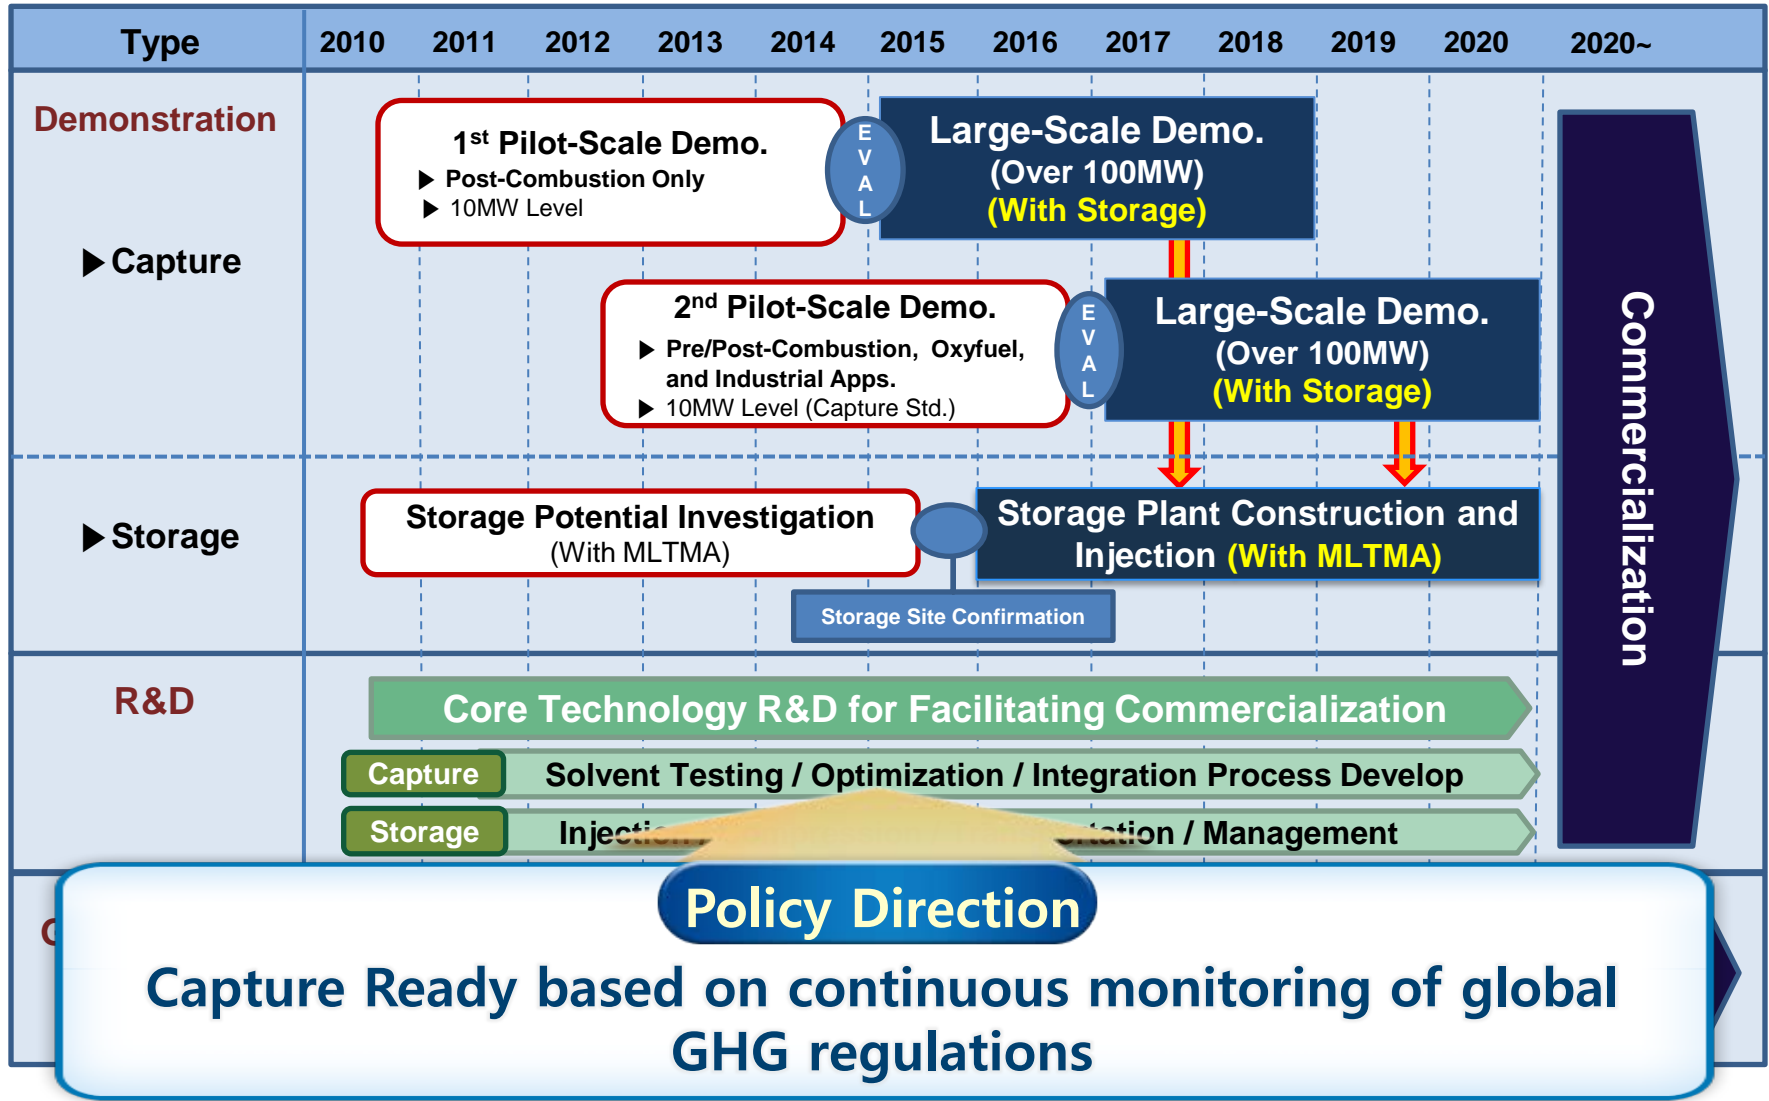 Type 2010 2011 2012 2013 2014 2015 2016 2017 2018 2019 2020 2020~
Demonstration
▶ Capture
1st Pilot-Scale Demo.
▶ Post-Combustion Only
▶ 10MW Level
EVAL
Large-Scale Demo.
(Over 100MW)
(With Storage)
2nd Pilot-Scale Demo.
▶ Pre/Post-Combustion, Oxyfuel,
and Industrial Apps.
▶ 10MW Level (Capture Std.)
EVAL
Large-Scale Demo.
(Over 100MW)
(With Storage)
▶ Storage
Storage Potential Investigation
(With MLTMA)
Storage Plant Construction and
Injection (With MLTMA)
Storage Site Confirmation
Commercialization
R&D
Core Technology R&D for Facilitating Commercialization
Capture Solvent Testing / Optimization / Integration Process Develop
Storage Injection / / Management
Policy Direction
Capture Ready based on continuous monitoring of global
GHG regulations